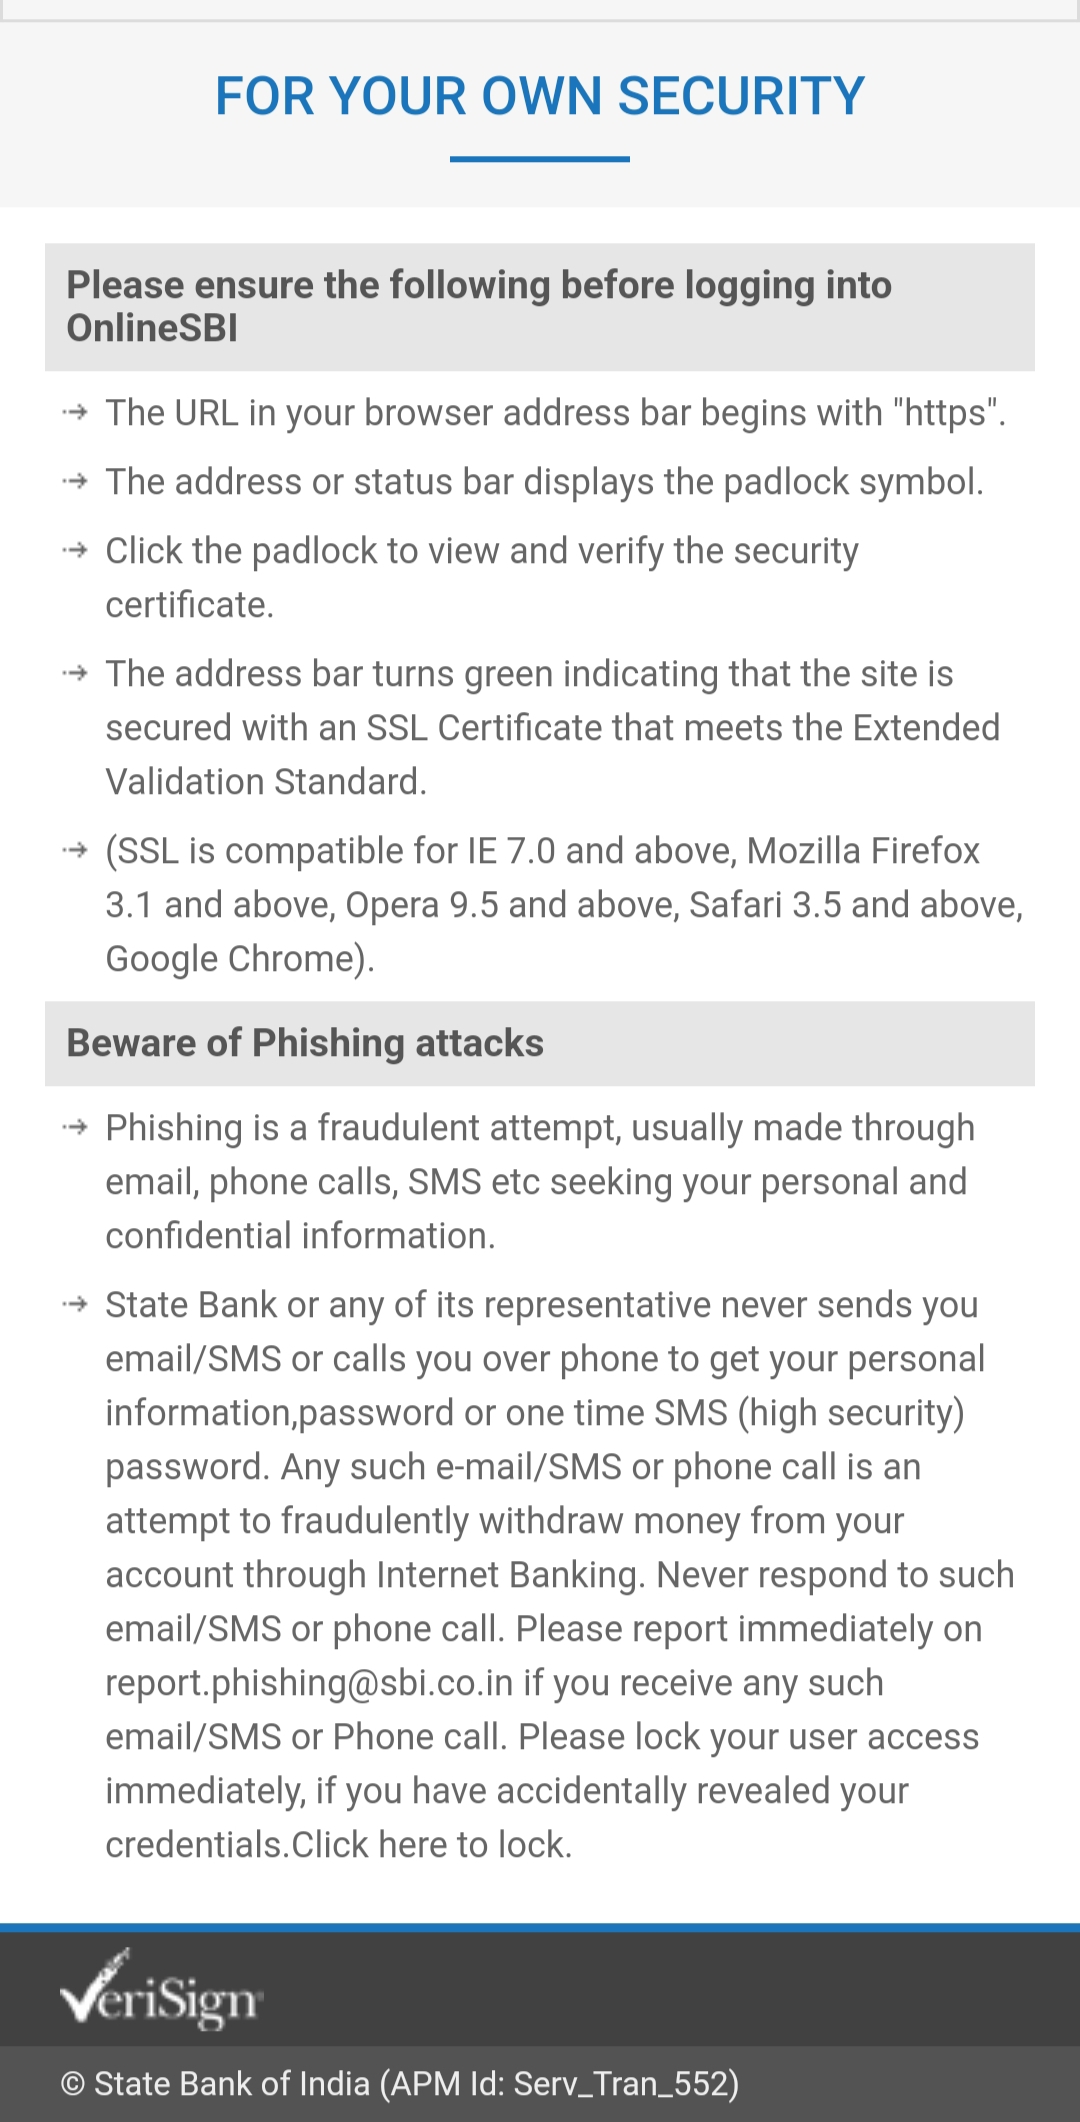 FOR YOUR OWN SECURITY
Please ensure the following before logging into
OnlineSBI
The URL in your browser address bar begins with "https".
The address or status bar displays the padlock symbol.
Click the padlock to view and verify the security
certificate.
The address bar turns green indicating that the site is
secured with an SSL Certificate that meets the Extended
Validation Standard.
(SSL is compatible for IE 7.0 and above, Mozilla Firefox
3.1 and above, Opera 9.5 and above, Safari 3.5 and above,
Google Chrome).
Beware of Phishing attacks
Phishing is a fraudulent attempt, usually made through
email, phone calls, SMS etc seeking your personal and
confidential information.
State Bank or any of its representative never sends you
email/SMS or calls you over phone to get your personal
information,password or one time SMS (high security)
password. Any such e-mail/SMS or phone call is an
attempt to fraudulently withdraw money from your
account through Internet Banking. Never respond to such
email/SMS or phone call. Please report immediately on
report.phishing@sbi.co.in if you receive any such
email/SMS or Phone call. Please lock your user access
immediately, if you have accidentally revealed your
credentials.Click here to lock.
VeriSign
© State Bank of India (APM Id: Serv_Tran_552)